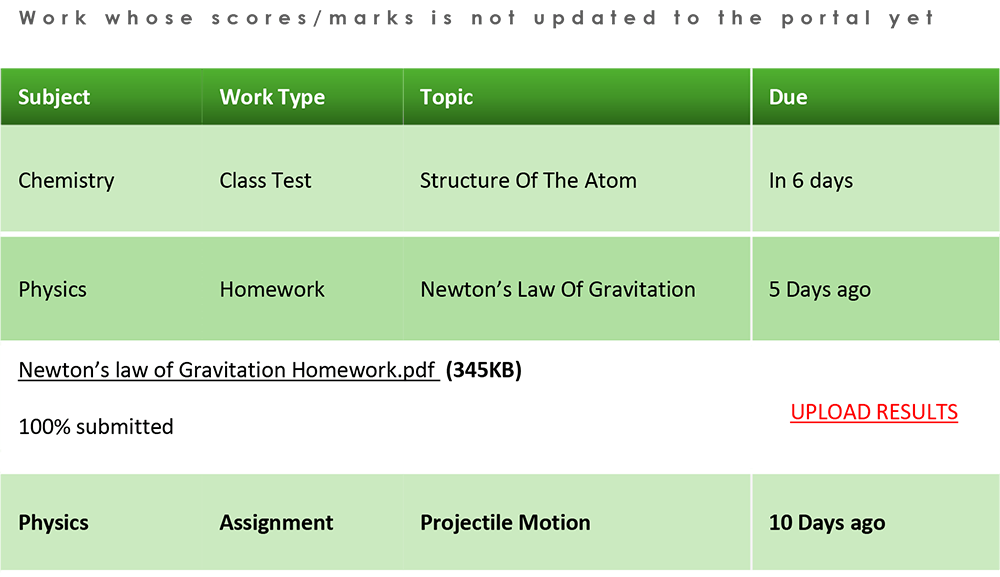 Work whose scores/marks is not updated to the portal yet
Subject Work Type Topic Due
Chemistry Class Test Structure Of The Atom In 6 days
Physics Homework Newton’s Law Of Gravitation 5 Days ago
Newton’s law of Gravitation Homework.pdf (345KB)
UPLOAD RESULTS
100% submitted
Physics Assignment Projectile Motion 10 Days ago